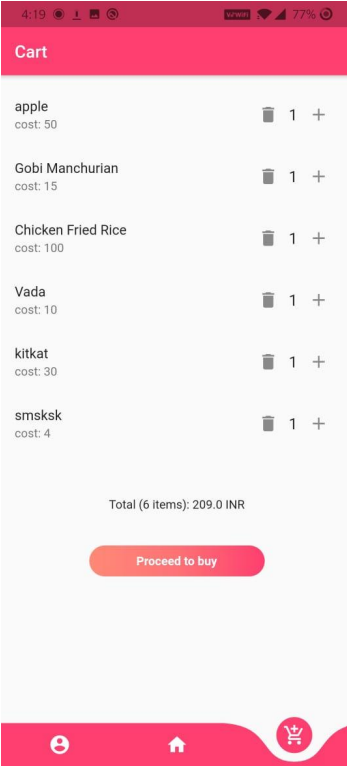 4:19 VoWiFi 77%
Cart
apple
cost: 50
1
Gobi Manchurian
cost: 15
1
Chicken Fried Rice
cost: 100
1
Vada
cost: 10
1
kitkat
cost: 30
1
smsksk
cost: 4
1
Total (6 items): 209.0 INR
Proceed to buy